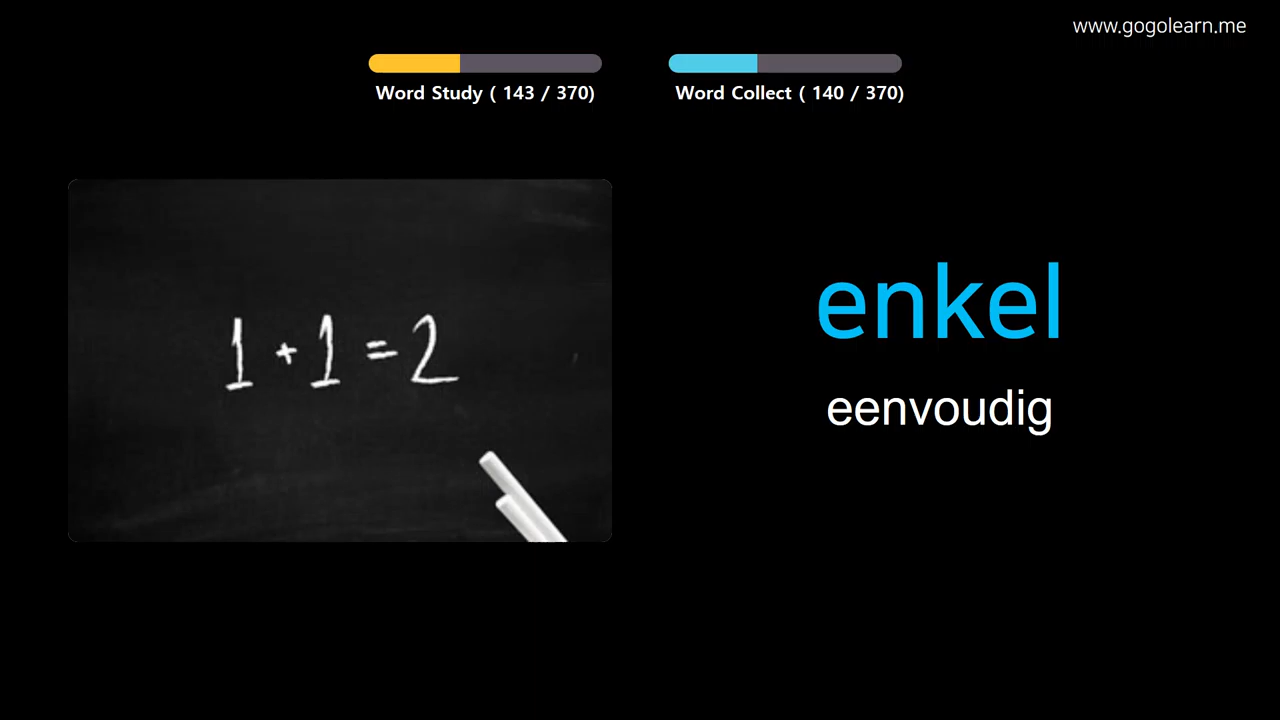 www.gogolearn.me
Word Study ( 143 / 370)
Word Collect ( 140 / 370)
1 + 1 = 2
enkel
eenvoudig